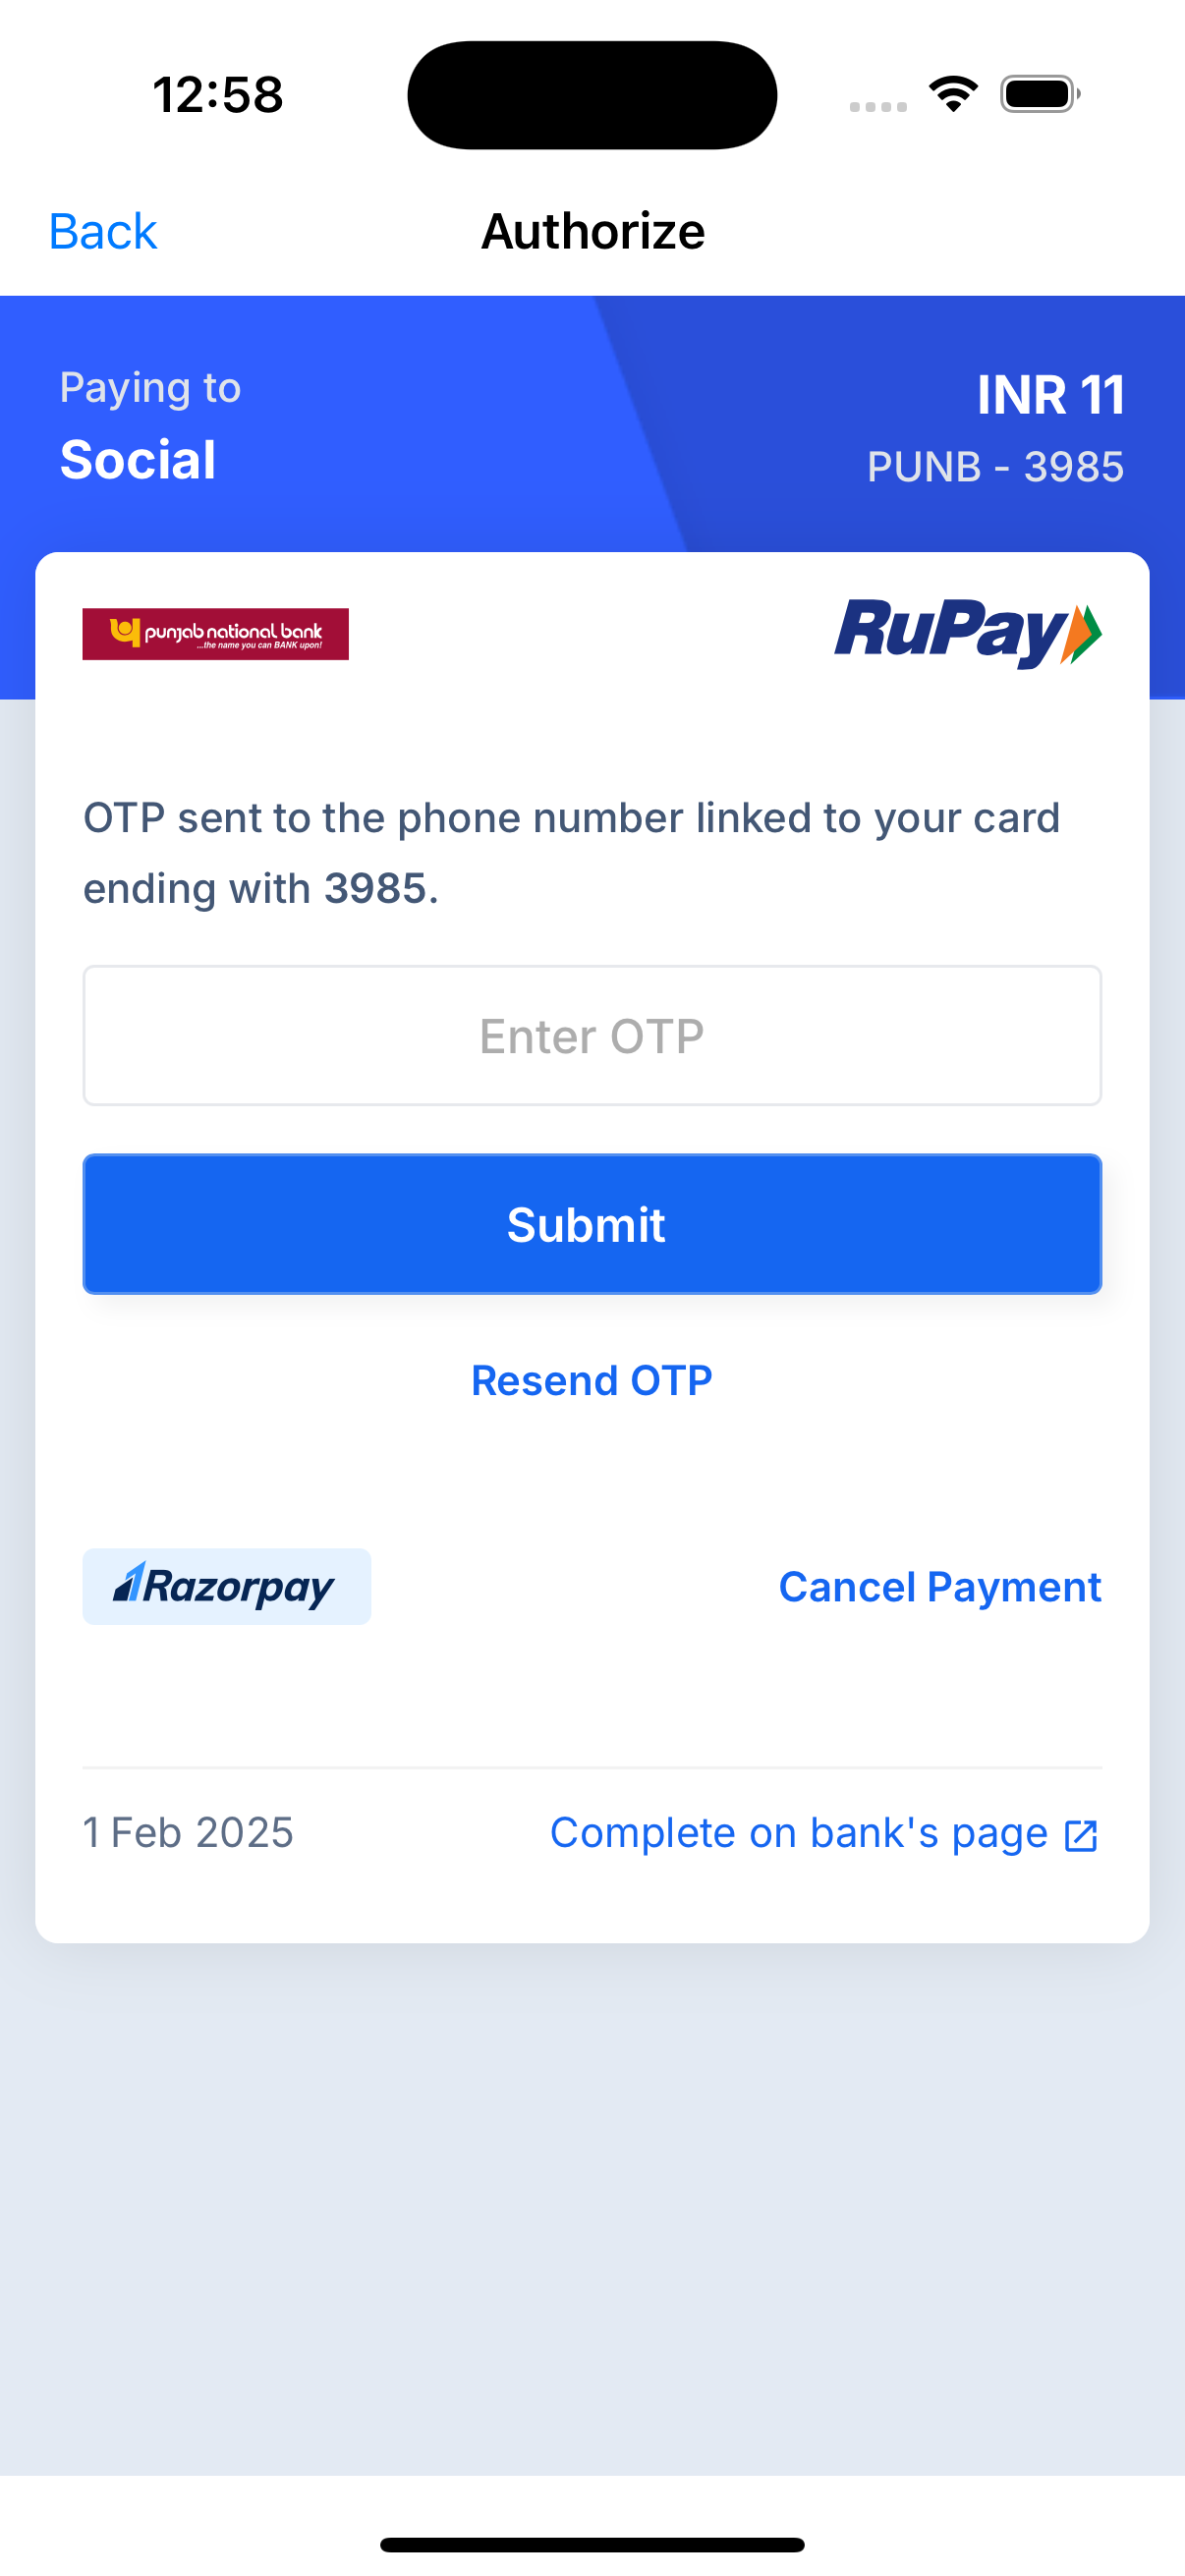 12:58
Back
Authorize
Paying to
INR 11
Social
PUNB - 3985
punjab national bank
...the name you can BANK upon!
RuPay
OTP sent to the phone number linked to your card
ending with 3985.
Enter OTP
Submit
Resend OTP
Razorpay
Cancel Payment
1 Feb 2025
Complete on bank's page